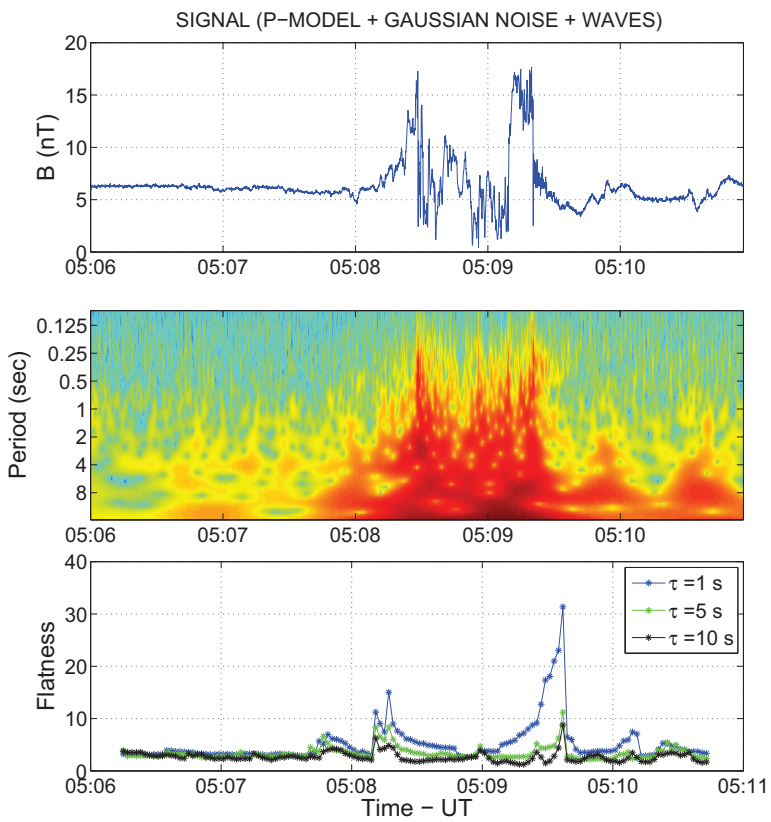 SIGNAL (P−MODEL + GAUSSIAN NOISE + WAVES)
B (nT)
20
15
10
5
0
05:06 05:07 05:08 05:09 05:10
Period (sec)
0.125
0.25
0.5
1
2
4
8
05:06 05:07 05:08 05:09 05:10
Flatness
40
30
20
10
0
τ =1 s
τ =5 s
τ =10 s
05:06 05:07 05:08 05:09 05:10 05:11
Time − UT